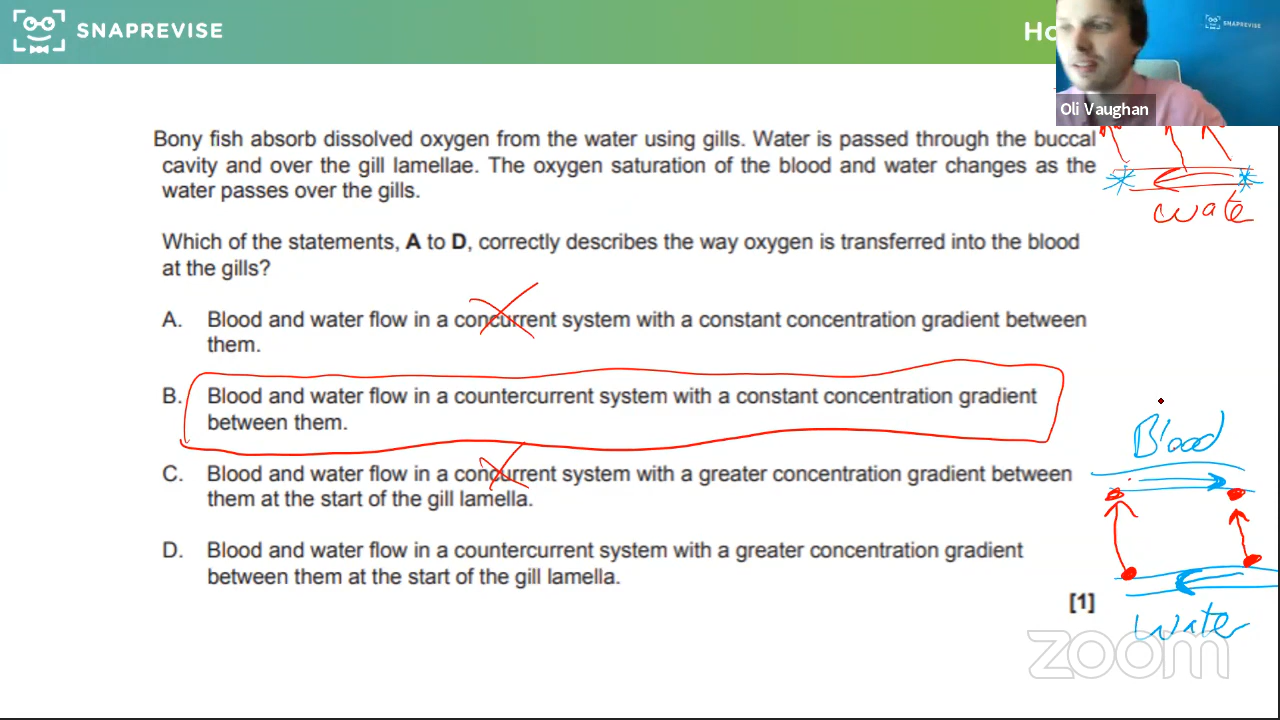 SNAPREVISE
Ho
SNAPREVISE
Oli Vaughan
Bony fish absorb dissolved oxygen from the water using gills. Water is passed through the buccal
cavity and over the gill lamellae. The oxygen saturation of the blood and water changes as the
water passes over the gills.
Wate
Which of the statements, A to D, correctly describes the way oxygen is transferred into the blood
at the gills?
A. Blood and water flow in a concurrent system with a constant concentration gradient between
them.
B. Blood and water flow in a countercurrent system with a constant concentration gradient
between them.
C. Blood and water flow in a concurrent system with a greater concentration gradient between
them at the start of the gill lamella.
D. Blood and water flow in a countercurrent system with a greater concentration gradient
between them at the start of the gill lamella.
[1]
Blood
Water
zoom